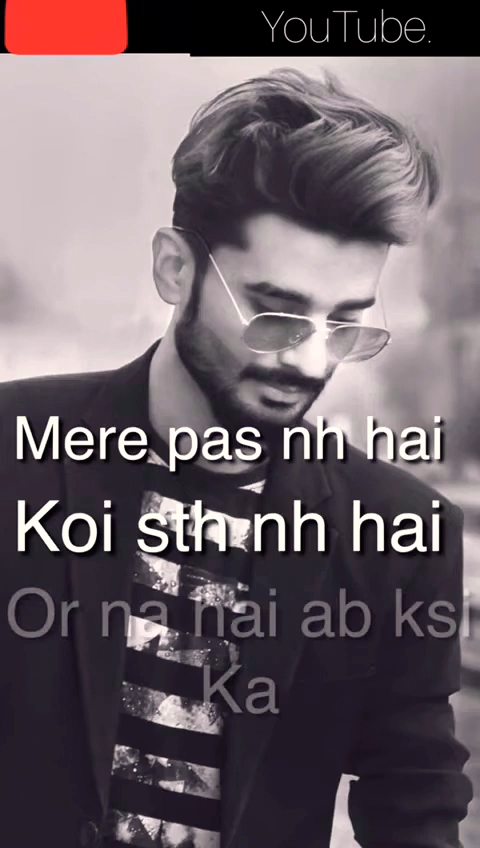 YouTube.
Mere pas nh hai
Koi sth nh hai
Or na hai ab ksi
Ka